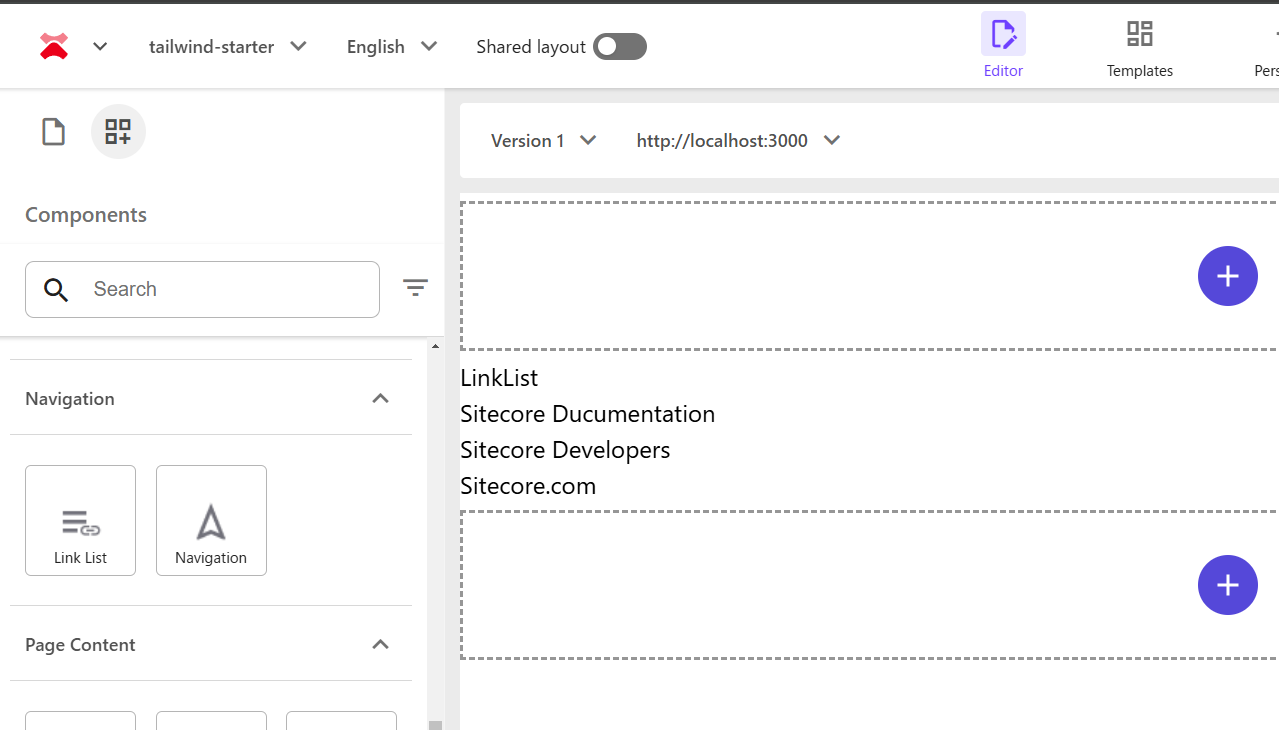 tailwind-starter
English
Shared layout
Editor
Templates
Pers
Version 1
http://localhost:3000
Components
Search
Navigation
Link List
Navigation
Page Content
LinkList
Sitecore Ducumentation
Sitecore Developers
Sitecore.com